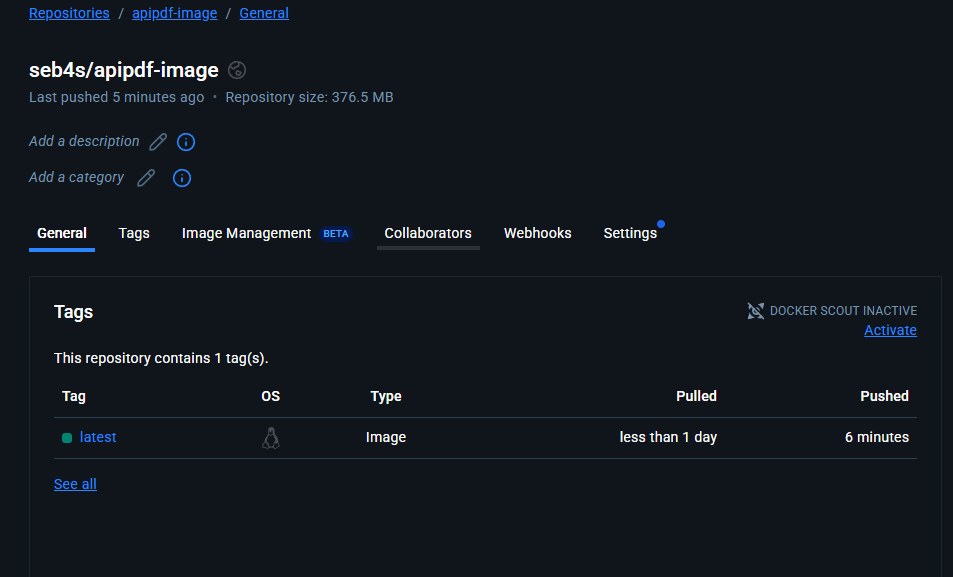 Repositories / apipdf-image / General
seb4s/apipdf-image
Last pushed 5 minutes ago • Repository size: 376.5 MB
Add a description
Add a category
General Tags Image Management BETA Collaborators Webhooks Settings
Tags
DOCKER SCOUT INACTIVE
Activate
This repository contains 1 tag(s).
Tag OS Type Pulled Pushed
latest Image less than 1 day 6 minutes
See all